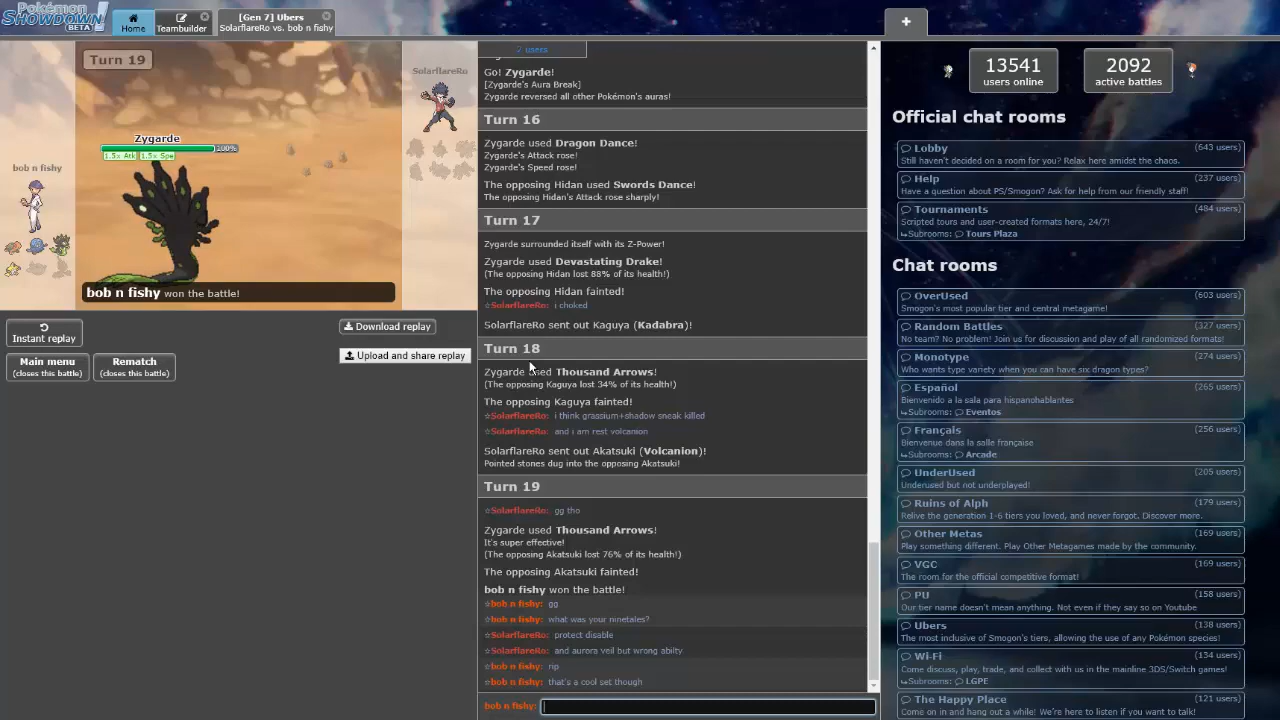 Pokémon
SHOWDOWN!
BETA
Home
Teambuilder
[Gen 7] Ubers
SolarflareRo vs. bob n fishy
+
Turn 19
SolarflareRo
Zygarde
100%
1.5x Atk 1.5x Spe
bob n fishy
bob n fishy won the battle!
Instant replay
Download replay
Upload and share replay
Main menu
(closes this battle)
Rematch
(closes this battle)
2 users
Go! Zygarde!
[Zygarde's Aura Break]
Zygarde reversed all other Pokémon's auras!
Turn 16
Zygarde used Dragon Dance!
Zygarde's Attack rose!
Zygarde's Speed rose!
The opposing Hidan used Swords Dance!
The opposing Hidan's Attack rose sharply!
Turn 17
Zygarde surrounded itself with its Z-Power!
Zygarde used Devastating Drake!
(The opposing Hidan lost 88% of its health!)
The opposing Hidan fainted!
☆SolarflareRo: i choked
SolarflareRo sent out Kaguya (Kadabra)!
Turn 18
Zygarde used Thousand Arrows!
(The opposing Kaguya lost 34% of its health!)
The opposing Kaguya fainted!
☆SolarflareRo: i think grassium+shadow sneak killed
☆SolarflareRo: and i am rest volcanion
SolarflareRo sent out Akatsuki (Volcanion)!
Pointed stones dug into the opposing Akatsuki!
Turn 19
☆SolarflareRo: gg tho
Zygarde used Thousand Arrows!
It's super effective!
(The opposing Akatsuki lost 76% of its health!)
The opposing Akatsuki fainted!
bob n fishy won the battle!
☆bob n fishy: gg
☆bob n fishy: what was your ninetales?
☆SolarflareRo: protect disable
☆SolarflareRo: and aurora veil but wrong abilty
☆bob n fishy: rip
☆bob n fishy: that's a cool set though
bob n fishy:
13541
users online
2092
active battles
Official chat rooms
Lobby (643 users)
Still haven't decided on a room for you? Relax here amidst the chaos.
Help (237 users)
Have a question about PS/Smogon? Ask for help from our friendly staff!
Tournaments (484 users)
Scripted tours and user-created formats here, 24/7!
Subrooms: Tours Plaza
Chat rooms
OverUsed (603 users)
Smogon's most popular tier and central metagame!
Random Battles (327 users)
No team? No problem! Join us for discussion and play of all randomized formats!
Monotype (274 users)
Who wants type variety when you can have six dragon types?
Español (265 users)
Bienvenido a la sala para hispanohablantes
Subrooms: Eventos
Français (256 users)
Bienvenue dans la salle française
Subrooms: Arcade
UnderUsed (205 users)
Underused but not underplayed!
Ruins of Alph (179 users)
Relive the generation 1-6 tiers you loved, and never forgot. Discover more.
Other Metas (169 users)
Play something different. Play Other Metagames made by the community.
VGC (169 users)
The room for the official competitive format!
PU (158 users)
Our tier name doesn't mean anything. Not even if they say so on Youtube
Ubers (138 users)
The most inclusive of Smogon's tiers, allowing the use of any Pokémon species!
Wi-Fi (134 users)
Come discuss, play, trade, and collect with us in the mainline 3DS/Switch games!
Subrooms: LGPE
The Happy Place (121 users)
Come on in and hang out a while! We're here to listen if you want to talk!